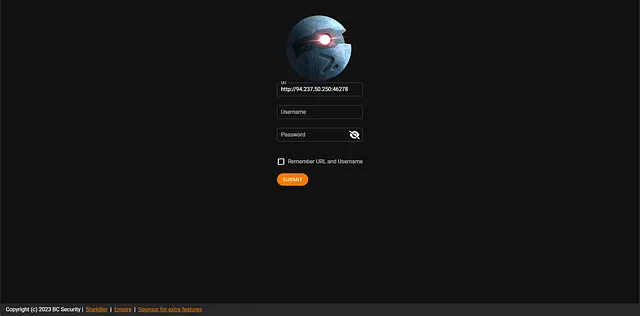 Url
http://94.237.50.250:46278
Username
Password
Remember URL and Username
SUBMIT
Copyright (c) 2023 BC Security | Starkiller | Empire | Sponsor for extra features